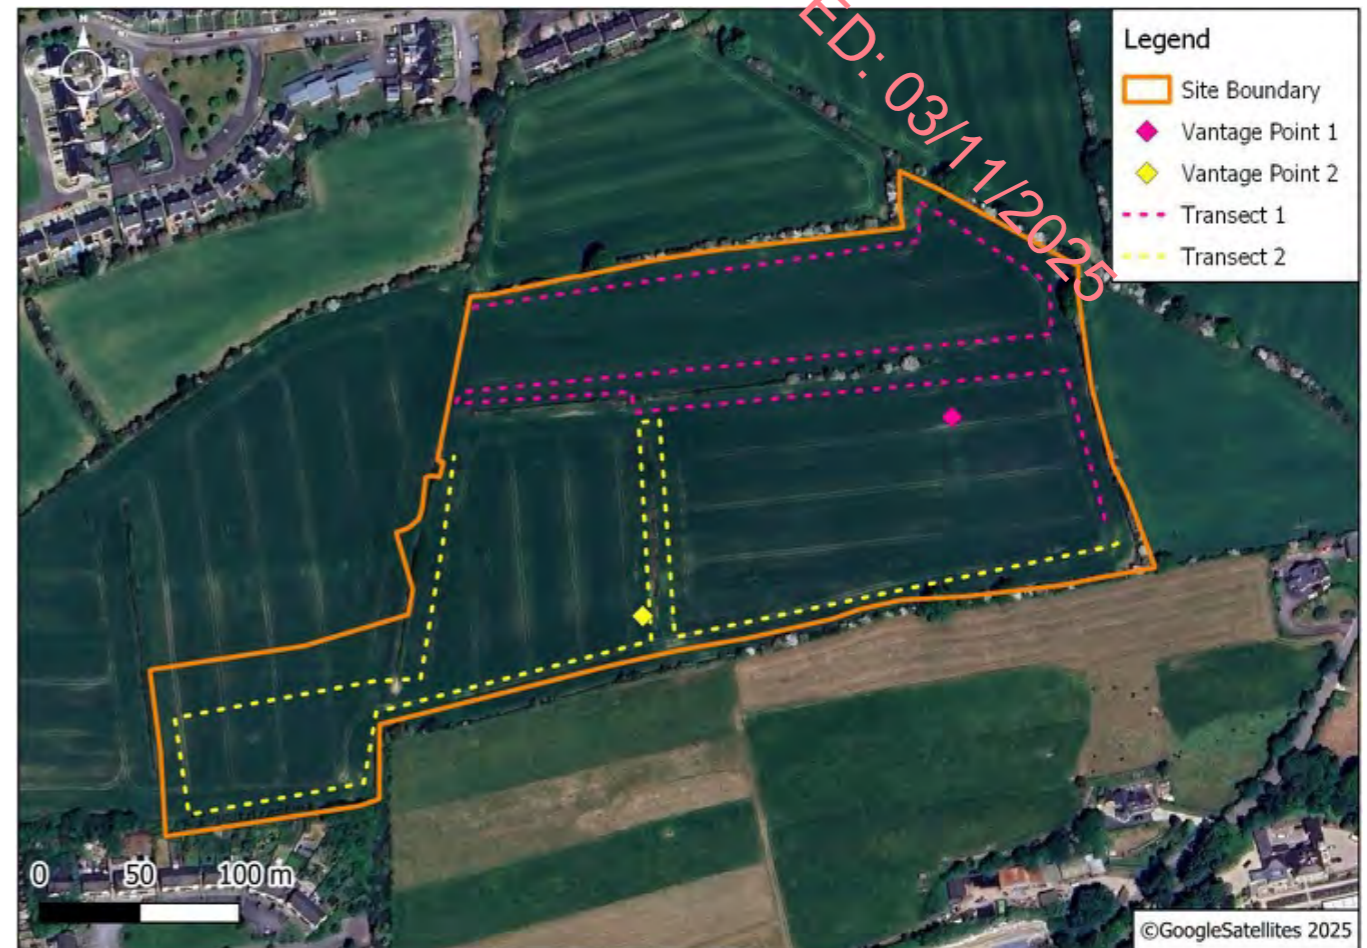 N
E
ED: 03/11/2025
Legend
Site Boundary
Vantage Point 1
Vantage Point 2
Transect 1
Transect 2
0 50 100 m
©GoogleSatellites 2025